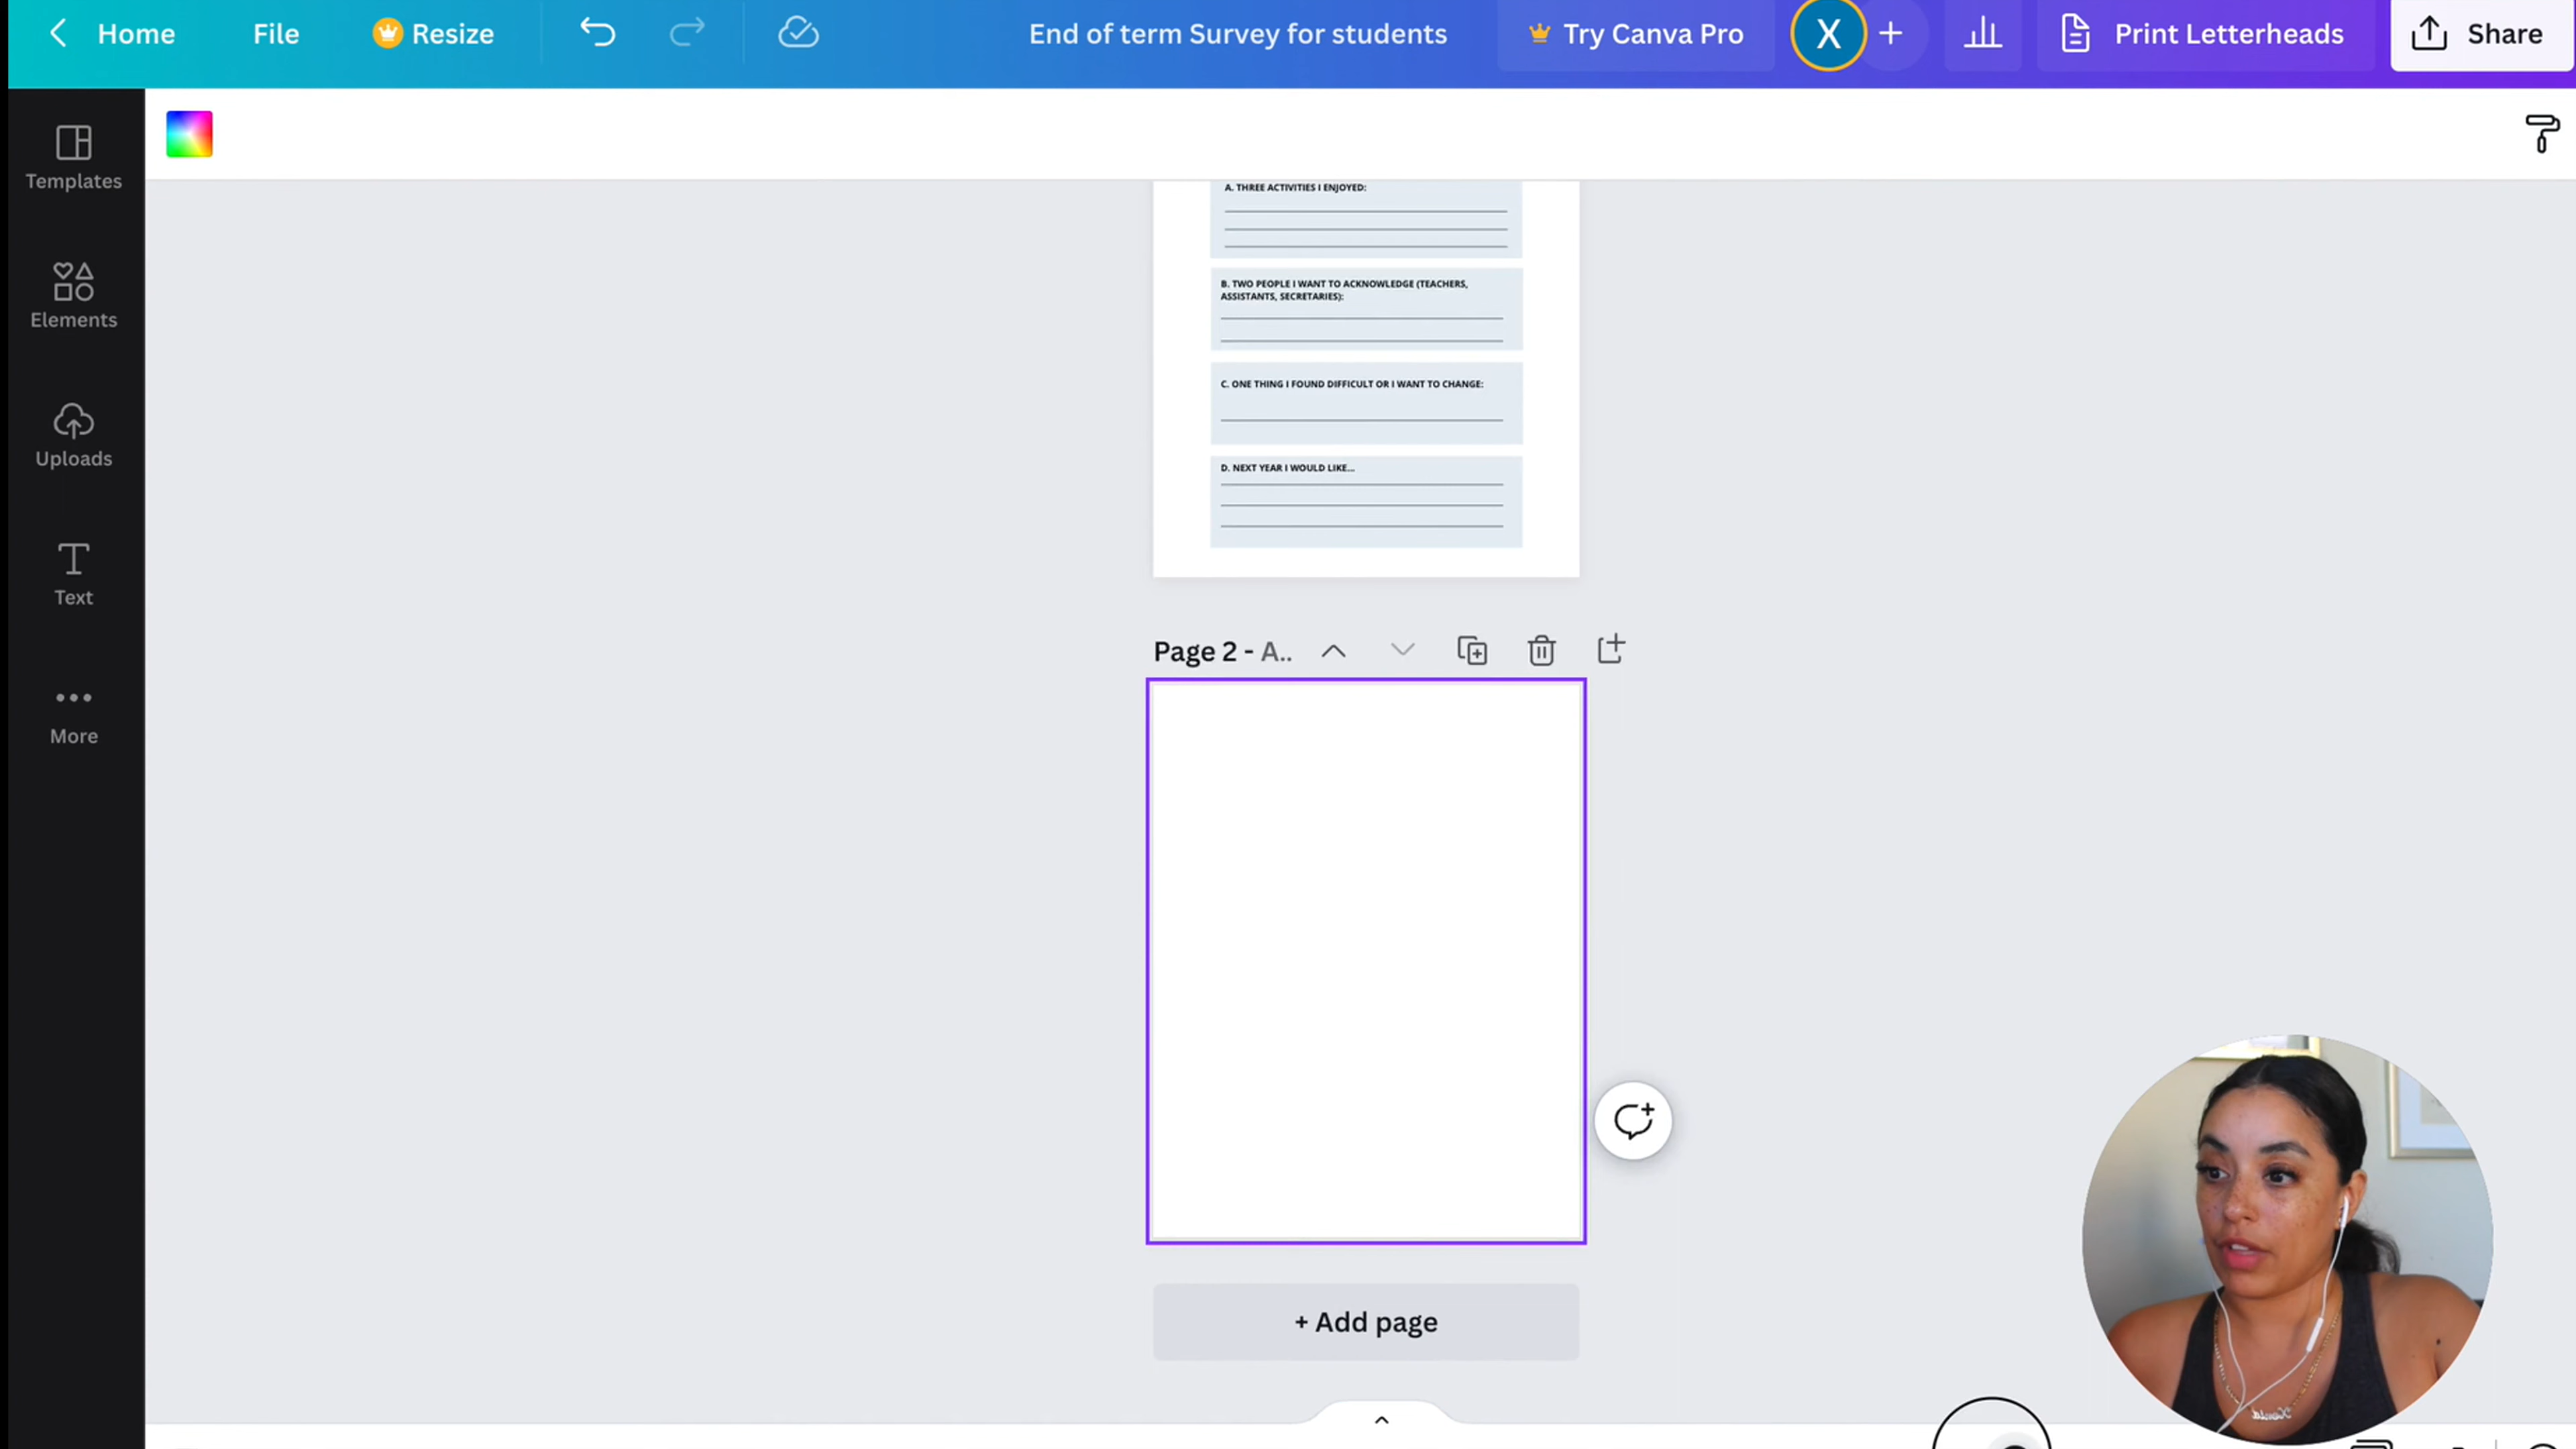 Home File Resize End of term Survey for students Try Canva Pro X Print Letterheads Share
Templates
Elements
Uploads
Text
More
A. THREE ACTIVITIES I ENJOYED:
B. TWO PEOPLE I WANT TO ACKNOWLEDGE (TEACHERS,
ASSISTANTS, SECRETARIES):
C. ONE THING I FOUND DIFFICULT OR I WANT TO CHANGE:
D. NEXT YEAR I WOULD LIKE...
Page 2 - A..
+ Add page